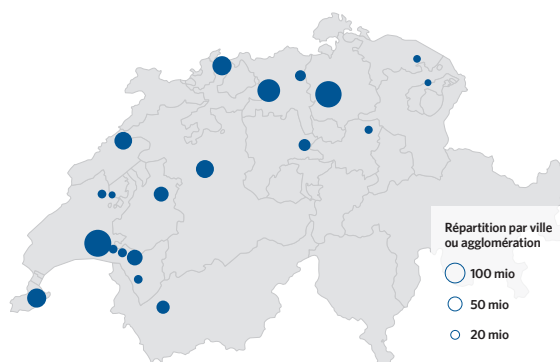 Répartition par ville
ou agglomération
100 mio
50 mio
20 mio